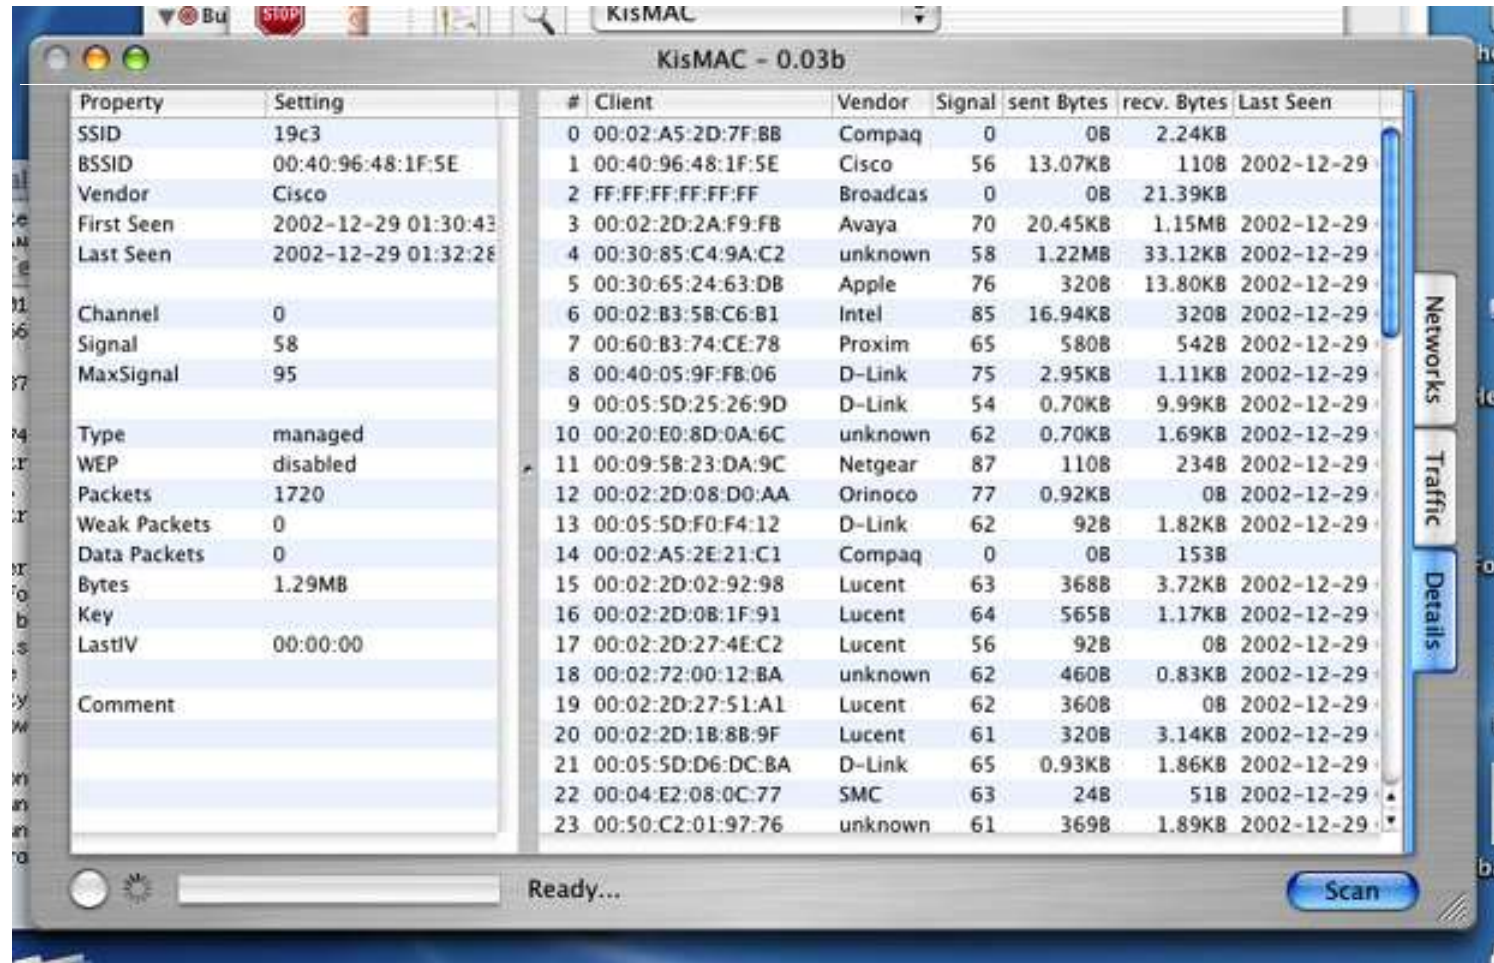 Bu STOP KisMAC
KisMAC – 0.03b
Property Setting
SSID 19c3
BSSID 00:40:96:48:1F:5E
Vendor Cisco
First Seen 2002-12-29 01:30:43
Last Seen 2002-12-29 01:32:28
Channel 0
Signal 58
MaxSignal 95
Type managed
WEP disabled
Packets 1720
Weak Packets 0
Data Packets 0
Bytes 1.29MB
Key
LastIV 00:00:00
Comment
# Client Vendor Signal sent Bytes recv. Bytes Last Seen
0 00:02:A5:2D:7F:BB Compaq 0 0B 2.24KB
1 00:40:96:48:1F:5E Cisco 56 13.07KB 110B 2002-12-29
2 FF:FF:FF:FF:FF:FF Broadcas 0 0B 21.39KB
3 00:02:2D:2A:F9:FB Avaya 70 20.45KB 1.15MB 2002-12-29
4 00:30:85:C4:9A:C2 unknown 58 1.22MB 33.12KB 2002-12-29
5 00:30:65:24:63:DB Apple 76 320B 13.80KB 2002-12-29
6 00:02:B3:5B:C6:B1 Intel 85 16.94KB 320B 2002-12-29
7 00:60:B3:74:CE:78 Proxim 65 580B 542B 2002-12-29
8 00:40:05:9F:FB:06 D-Link 75 2.95KB 1.11KB 2002-12-29
9 00:05:5D:25:26:9D D-Link 54 0.70KB 9.99KB 2002-12-29
10 00:20:E0:8D:0A:6C unknown 62 0.70KB 1.69KB 2002-12-29
11 00:09:5B:23:DA:9C Netgear 87 110B 234B 2002-12-29
12 00:02:2D:08:D0:AA Orinoco 77 0.92KB 0B 2002-12-29
13 00:05:5D:F0:F4:12 D-Link 62 92B 1.82KB 2002-12-29
14 00:02:A5:2E:21:C1 Compaq 0 0B 153B
15 00:02:2D:02:92:98 Lucent 63 368B 3.72KB 2002-12-29
16 00:02:2D:0B:1F:91 Lucent 64 565B 1.17KB 2002-12-29
17 00:02:2D:27:4E:C2 Lucent 56 92B 0B 2002-12-29
18 00:02:72:00:12:BA unknown 62 460B 0.83KB 2002-12-29
19 00:02:2D:27:51:A1 Lucent 62 360B 0B 2002-12-29
20 00:02:2D:1B:8B:9F Lucent 61 320B 3.14KB 2002-12-29
21 00:05:5D:D6:DC:BA D-Link 65 0.93KB 1.86KB 2002-12-29
22 00:04:E2:08:0C:77 SMC 63 24B 51B 2002-12-29
23 00:50:C2:01:97:76 unknown 61 369B 1.89KB 2002-12-29
Networks
Traffic
Details
Ready...
Scan